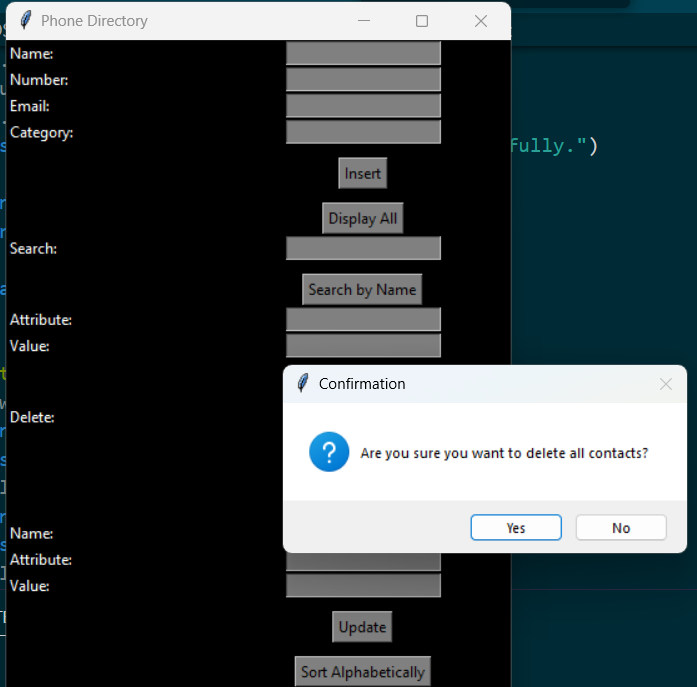 Phone Directory
Name:
Number:
Email:
Category:
fully.")
Insert
Display All
Search:
Search by Name
Attribute:
Value:
Confirmation
Delete:
Are you sure you want to delete all contacts?
Yes No
Name:
Attribute:
Value:
Update
Sort Alphabetically